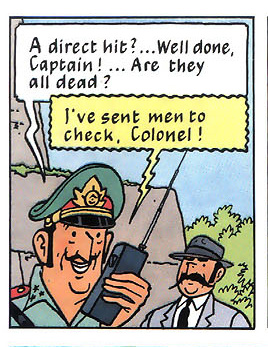 A direct hit?...Well done,
Captain! ... Are they
all dead?
I've sent men to
check, Colonel!